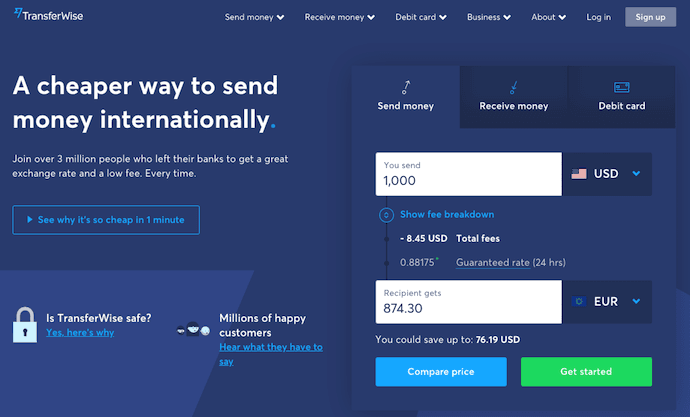 TransferWise
Send money
Receive money
Debit card
Business
About
Log in
Sign up
A cheaper way to send
money internationally.
Join over 3 million people who left their banks to get a great
exchange rate and a low fee. Every time.
See why it's so cheap in 1 minute
Is TransferWise safe?
Yes, here's why
Millions of happy
customers
Hear what they have to
say
Send money
Receive money
Debit card
You send
1,000
USD
Show fee breakdown
- 8.45 USD Total fees
0.88175* Guaranteed rate (24 hrs)
Recipient gets
874.30
EUR
You could save up to: 76.19 USD
Compare price
Get started